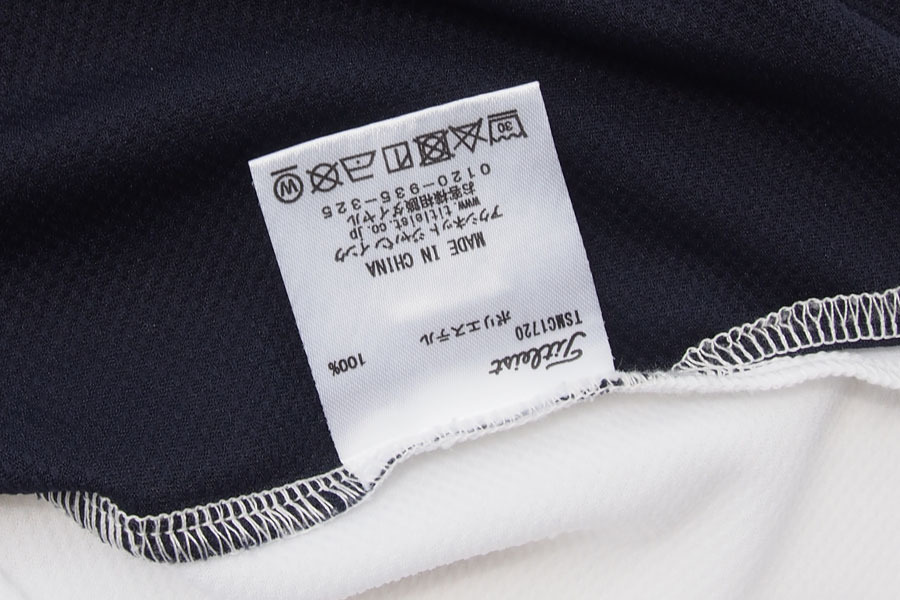 Titleist
TSMC1720
ポリエステル 100%
MADE IN CHINA
アクシネット ジャパン インク
www.titleist.co.jp
お客様相談ダイヤル
0120-935-325
30 W